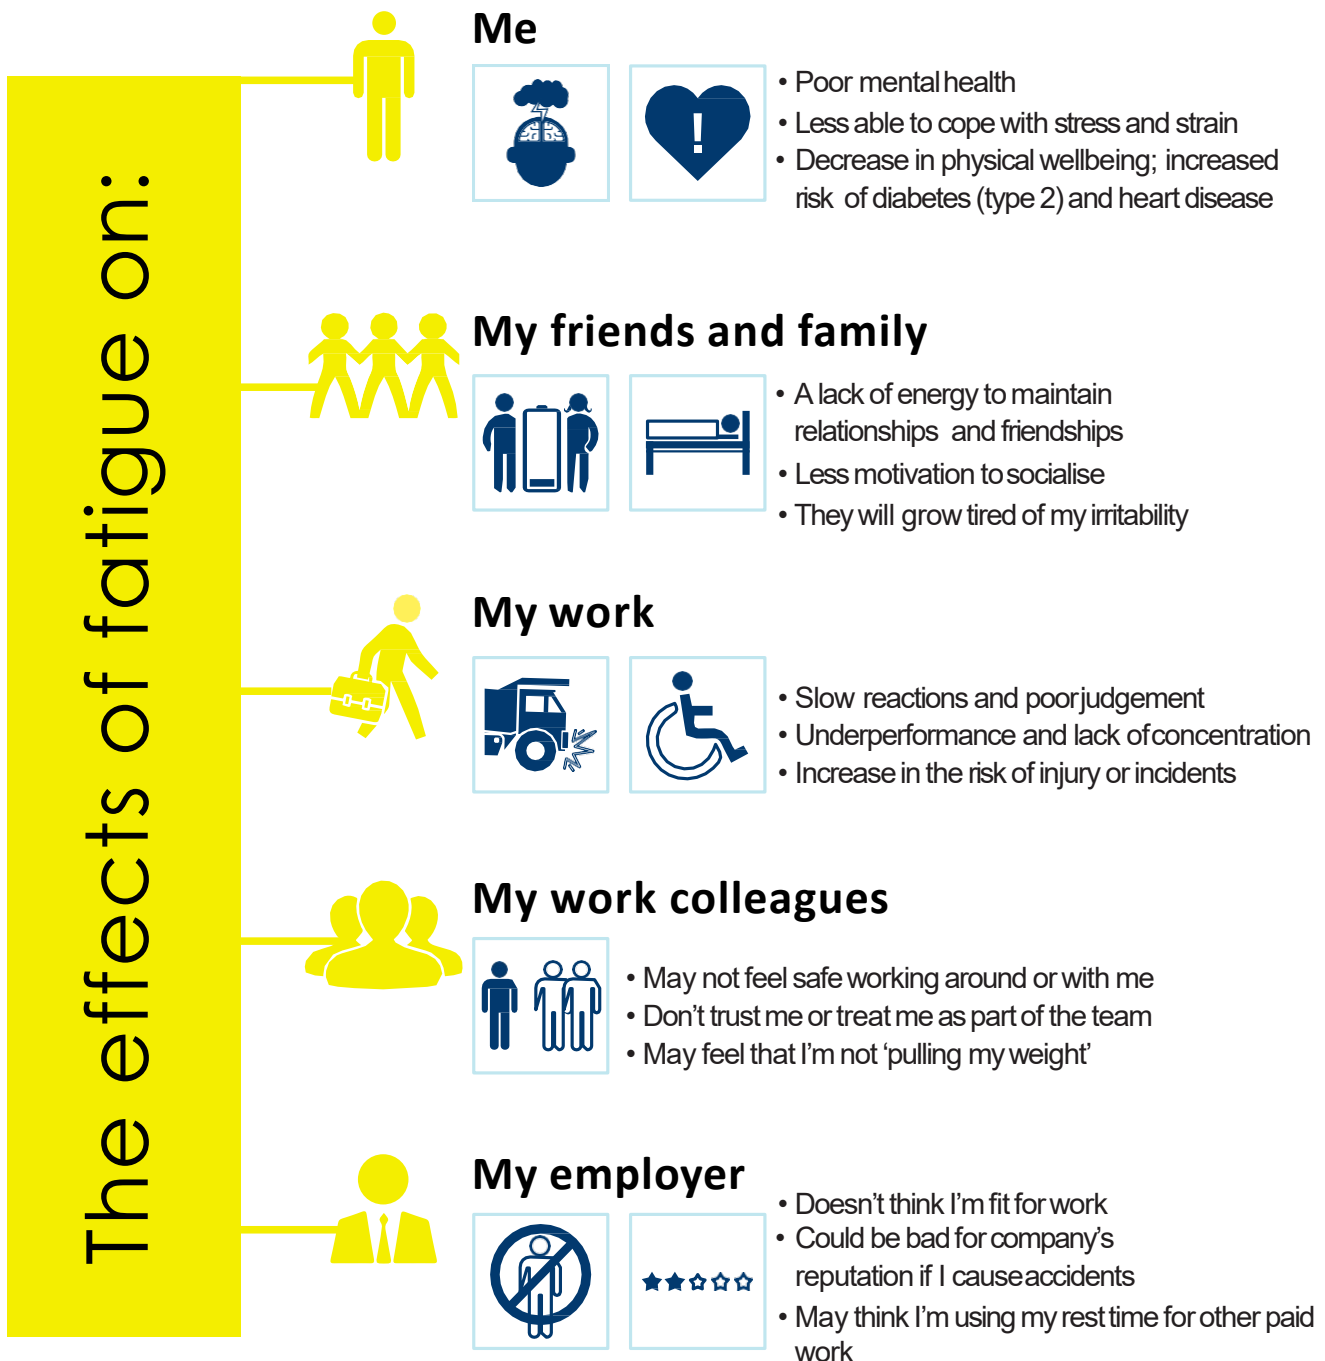 The effects of fatigue on:
Me
• Poor mental health
• Less able to cope with stress and strain
• Decrease in physical wellbeing; increased
risk of diabetes (type 2) and heart disease
My friends and family
• A lack of energy to maintain
relationships and friendships
• Less motivation to socialise
• They will grow tired of my irritability
My work
• Slow reactions and poor judgement
• Underperformance and lack of concentration
• Increase in the risk of injury or incidents
My work colleagues
• May not feel safe working around or with me
• Don’t trust me or treat me as part of the team
• May feel that I’m not ‘pulling my weight’
My employer
• Doesn’t think I’m fit for work
• Could be bad for company’s
reputation if I cause accidents
• May think I’m using my rest time for other paid
work